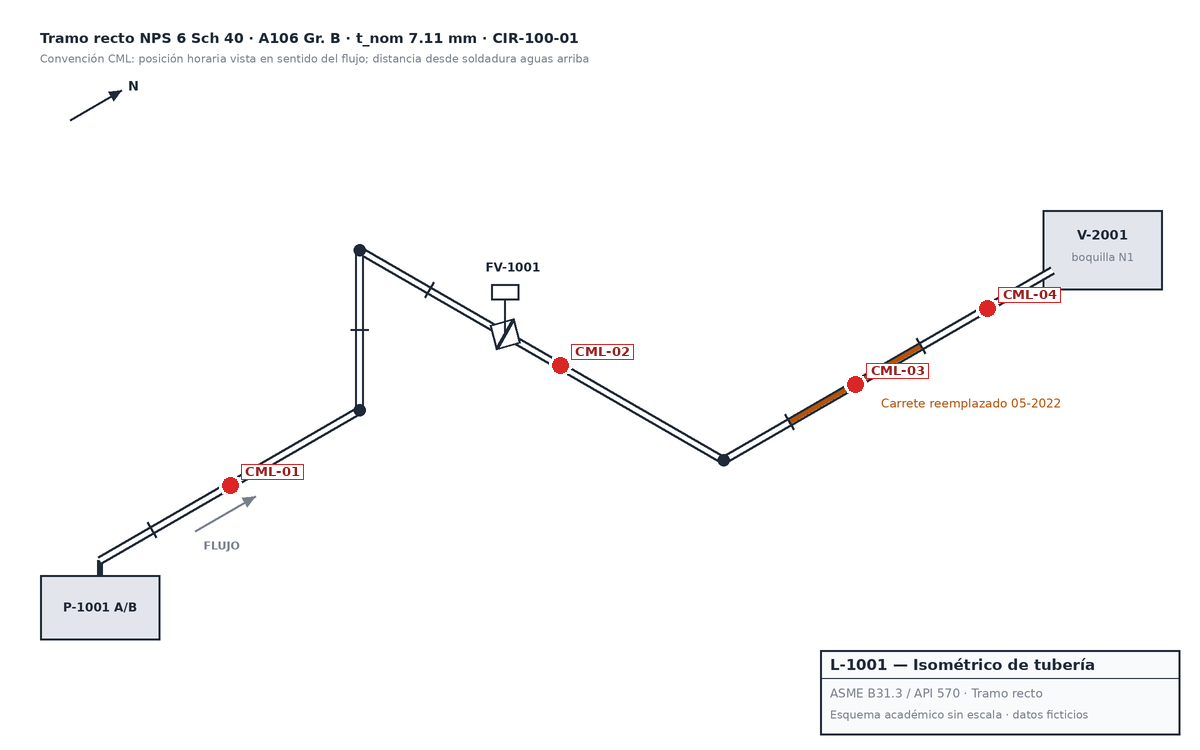 Tramo recto NPS 6 Sch 40 · A106 Gr. B · t_nom 7.11 mm · CIR-100-01
Convención CML: posición horaria vista en sentido del flujo; distancia desde soldadura aguas arriba
N
V-2001
boquilla N1
FV-1001
CML-04
CML-02
CML-03
Carrete reemplazado 05-2022
CML-01
FLUJO
P-1001 A/B
L-1001 — Isométrico de tubería
ASME B31.3 / API 570 · Tramo recto
Esquema académico sin escala · datos ficticios